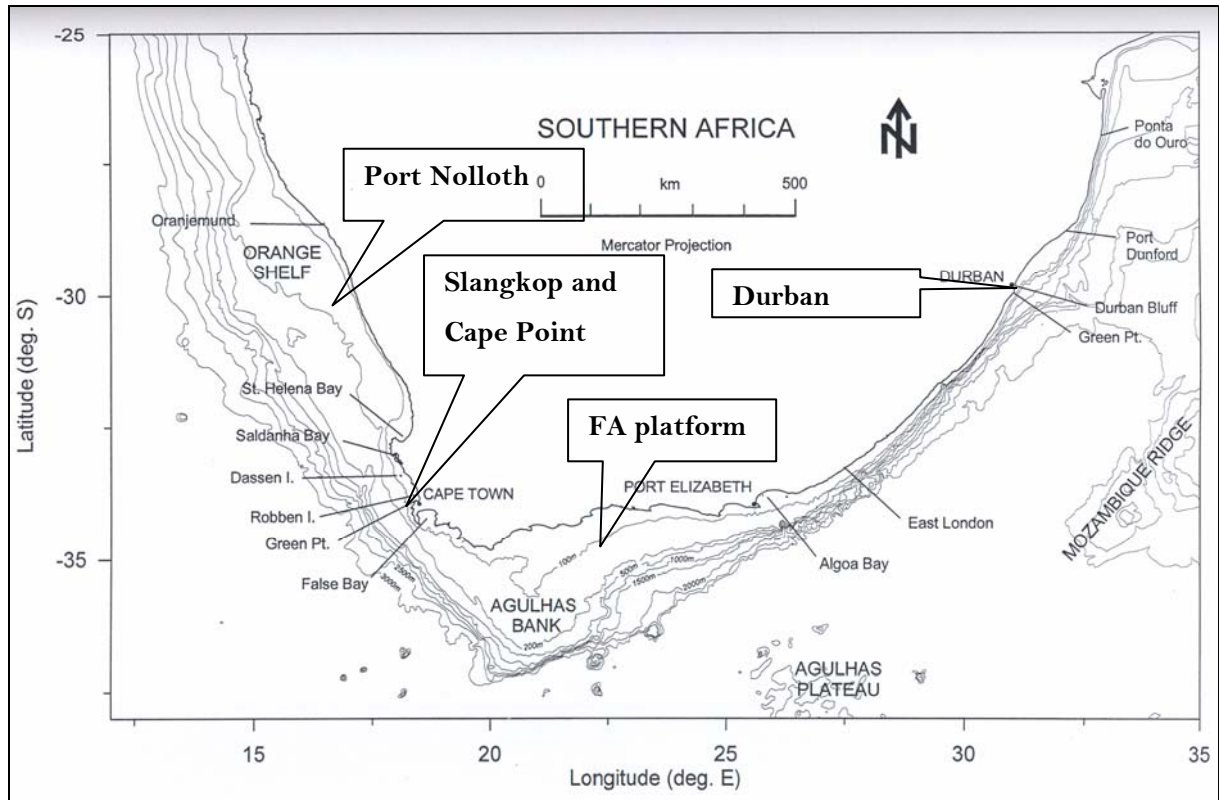 -25
SOUTHERN AFRICA
N
Ponta
do Ouro
Port Nolloth
0 km 500
Oranjemund
ORANGE
SHELF
Mercator Projection
Port
Dunford
Slangkop and
Cape Point
DURBAN
Durban
-30
Durban Bluff
Green Pt.
Latitude (deg. S)
St. Helena Bay
Saldanha Bay
FA platform
Dassen I.
CAPE TOWN
PORT ELIZABETH
MOZAMBIQUE RIDGE
Robben I.
Green Pt.
East London
-35
100m
500m
1000m
1500m
2000m
Algoa Bay
2500m
3000m
False Bay
AGULHAS
BANK
200m
AGULHAS
PLATEAU
15 20 25 30 35
Longitude (deg. E)